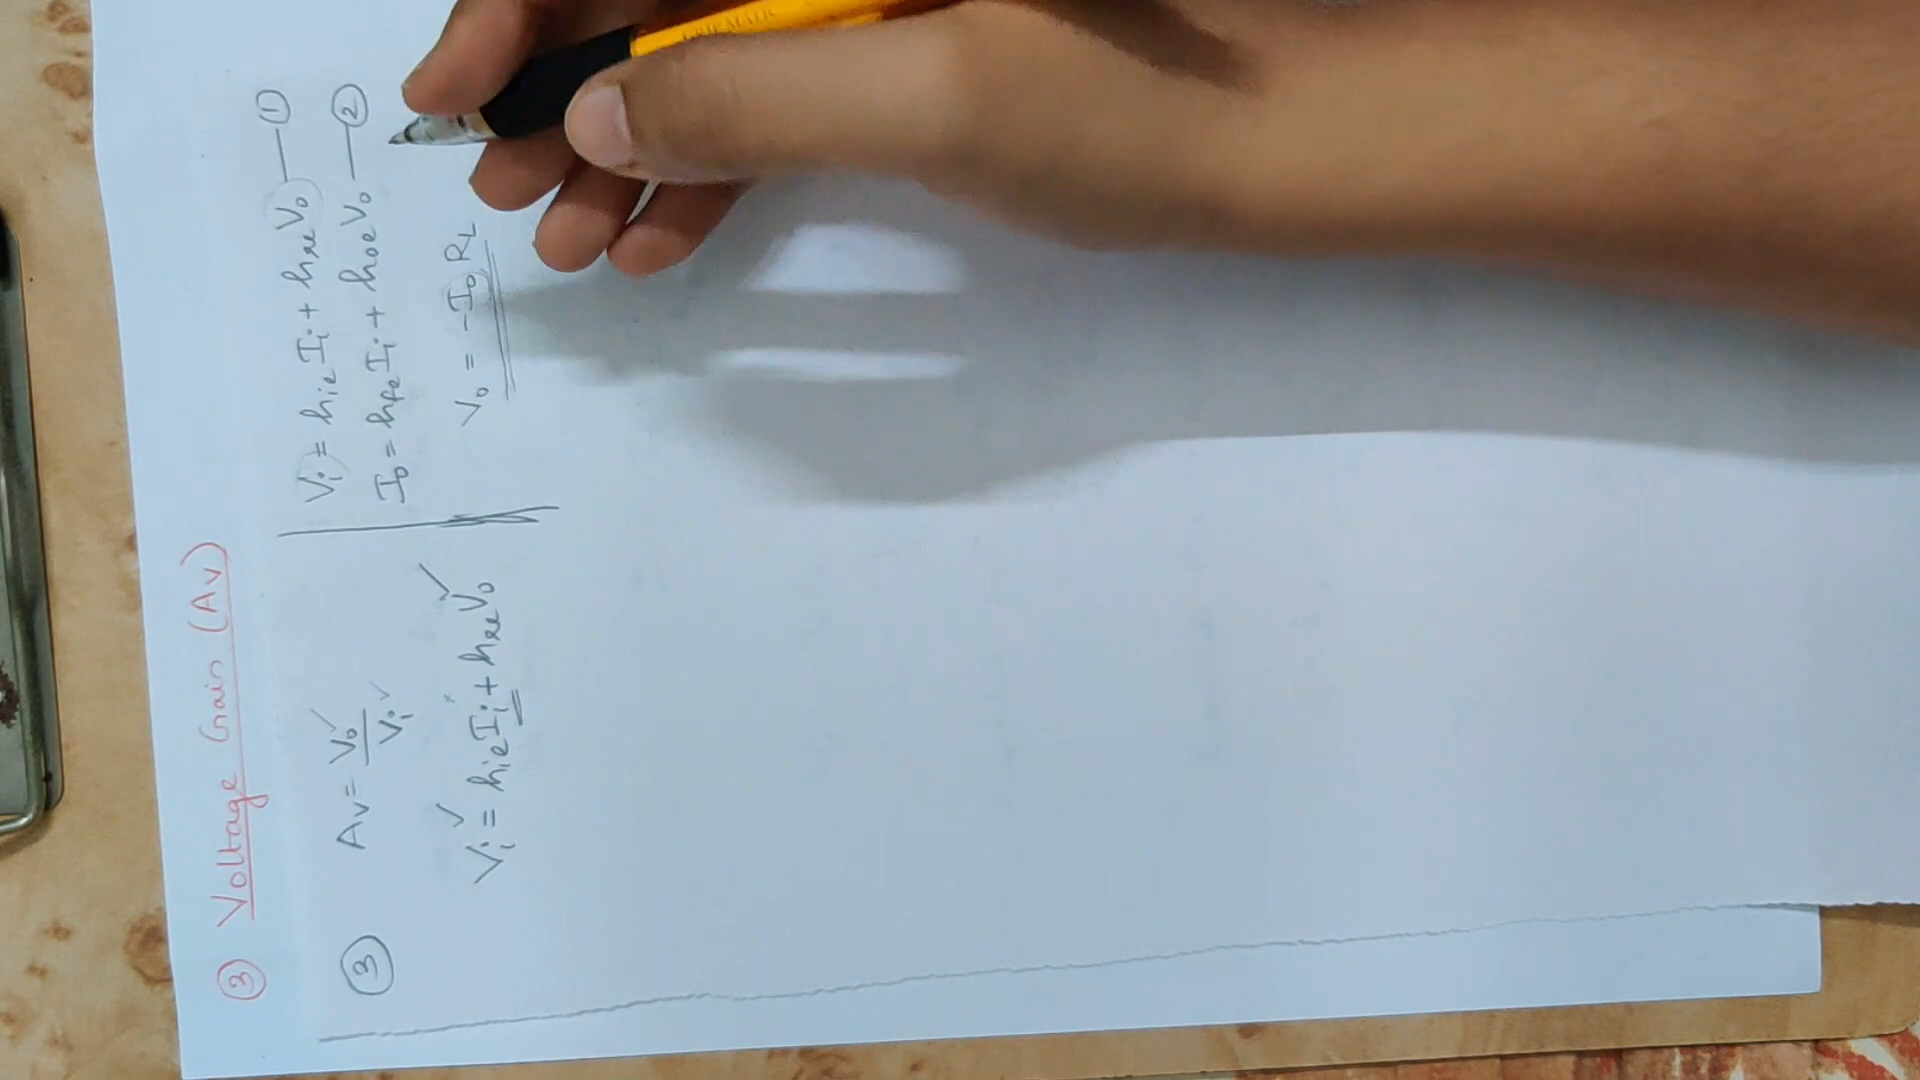 ③ Voltage Gain (Av)
③ Av = Vo / Vi
Vi = hie Ii + hre Vo
Vi = hie Ii + hre Vo — ①
Io = hfe Ii + hoe Vo — ②
Vo = -Io RL